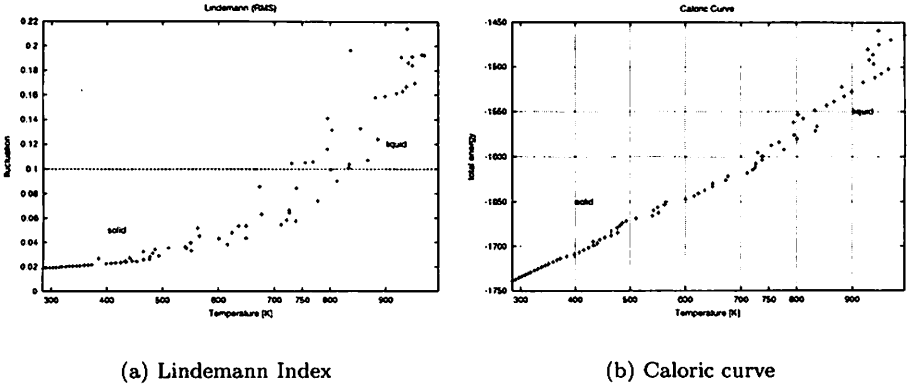 Lindemann (RMS)
fluctuation
0.22
0.2
0.18
0.16
0.14
0.12
0.1
0.08
0.06
0.04
0.02
0
solid
liquid
300 400 500 600 700 750 800 900
Temperature [K]
(a) Lindemann Index
Caloric Curve
total energy
-1450
-1500
-1550
-1600
-1650
-1700
-1750
solid
liquid
300 400 500 600 700 750 800 900
Temperature [K]
(b) Caloric curve